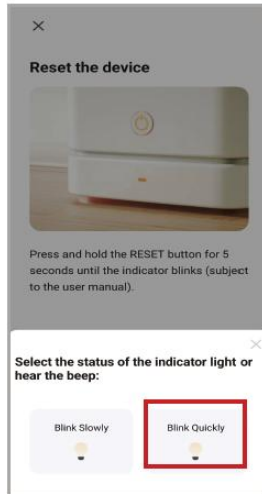 Reset the device
Press and hold the RESET button for 5
seconds until the indicator blinks (subject
to the user manual).
Select the status of the indicator light or
hear the beep:
Blink Slowly
Blink Quickly